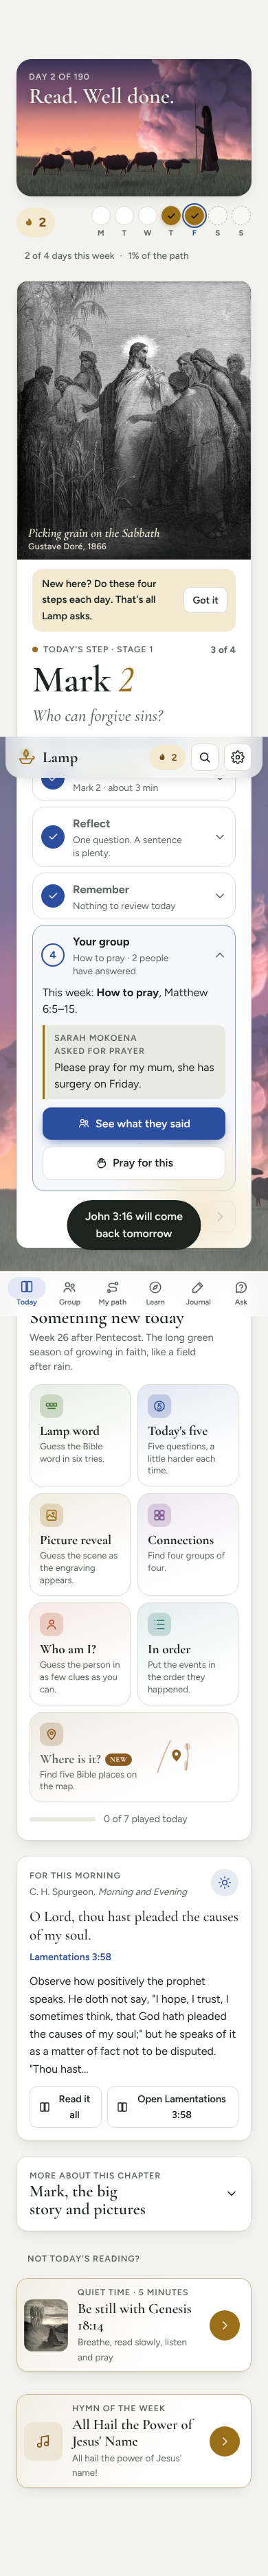 DAY 2 OF 190
Read. Well done.
2
M T W T F S S
2 of 4 days this week · 1% of the path
Picking grain on the Sabbath
Gustave Doré, 1866
New here? Do these four
steps each day. That's all
Lamp asks.
Got it
TODAY'S STEP · STAGE 1
3 of 4
Mark 2
Who can forgive sins?
Lamp
2
Mark 2 · about 3 min
Reflect
One question. A sentence
is plenty.
Remember
Nothing to review today
4
Your group
How to pray · 2 people
have answered
This week: How to pray, Matthew
6:5–15.
SARAH MOKOENA
ASKED FOR PRAYER
Please pray for my mum, she has
surgery on Friday.
See what they said
Pray for this
John 3:16 will come
back tomorrow
Today
Group
My path
Learn
Journal
Ask
Something new today
Week 26 after Pentecost. The long green
season of growing in faith, like a field
after rain.
Lamp word
Guess the Bible
word in six tries.
Today's five
Five questions, a
little harder each
time.
Picture reveal
Guess the scene as
the engraving
appears.
Connections
Find four groups of
four.
Who am I?
Guess the person in
as few clues as you
can.
In order
Put the events in
the order they
happened.
Where is it? NEW
Find five Bible places on
the map.
0 of 7 played today
FOR THIS MORNING
C. H. Spurgeon, Morning and Evening
O Lord, thou hast pleaded the causes
of my soul.
Lamentations 3:58
Observe how positively the prophet
speaks. He doth not say, "I hope, I trust, I
sometimes think, that God hath pleaded
the causes of my soul;" but he speaks of it
as a matter of fact not to be disputed.
"Thou hast...
Read it
all
Open Lamentations
3:58
MORE ABOUT THIS CHAPTER
Mark, the big
story and pictures
NOT TODAY'S READING?
QUIET TIME · 5 MINUTES
Be still with Genesis
18:14
Breathe, read slowly, listen
and pray
HYMN OF THE WEEK
All Hail the Power of
Jesus' Name
All hail the power of Jesus'
name!